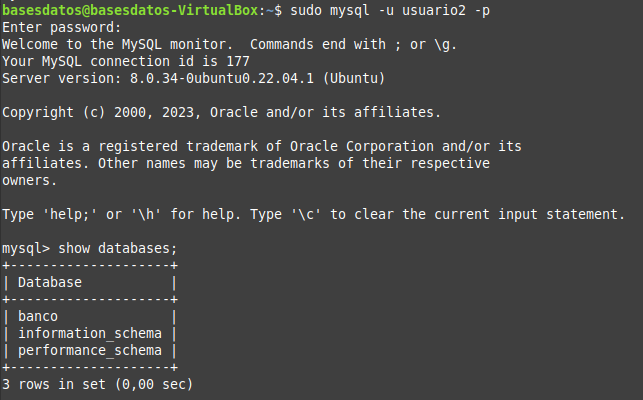 basesdatos@basesdatos-VirtualBox:~$ sudo mysql -u usuario2 -p
Enter password:
Welcome to the MySQL monitor.  Commands end with ; or \g.
Your MySQL connection id is 177
Server version: 8.0.34-0ubuntu0.22.04.1 (Ubuntu)

Copyright (c) 2000, 2023, Oracle and/or its affiliates.

Oracle is a registered trademark of Oracle Corporation and/or its
affiliates. Other names may be trademarks of their respective
owners.

Type 'help;' or '\h' for help. Type '\c' to clear the current input statement.

mysql> show databases;
+--------------------+
| Database           |
+--------------------+
| banco              |
| information_schema |
| performance_schema |
+--------------------+
3 rows in set (0,00 sec)